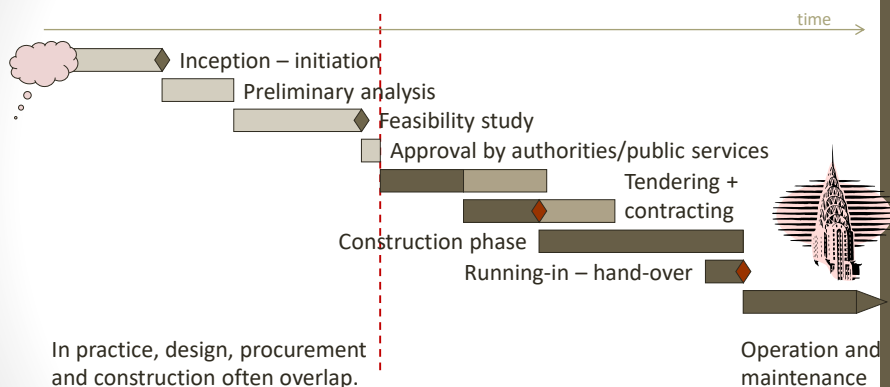 time
Inception – initiation
Preliminary analysis
Feasibility study
Approval by authorities/public services
Tendering +
contracting
Construction phase
Running-in – hand-over
In practice, design, procurement
and construction often overlap.
Operation and
maintenance